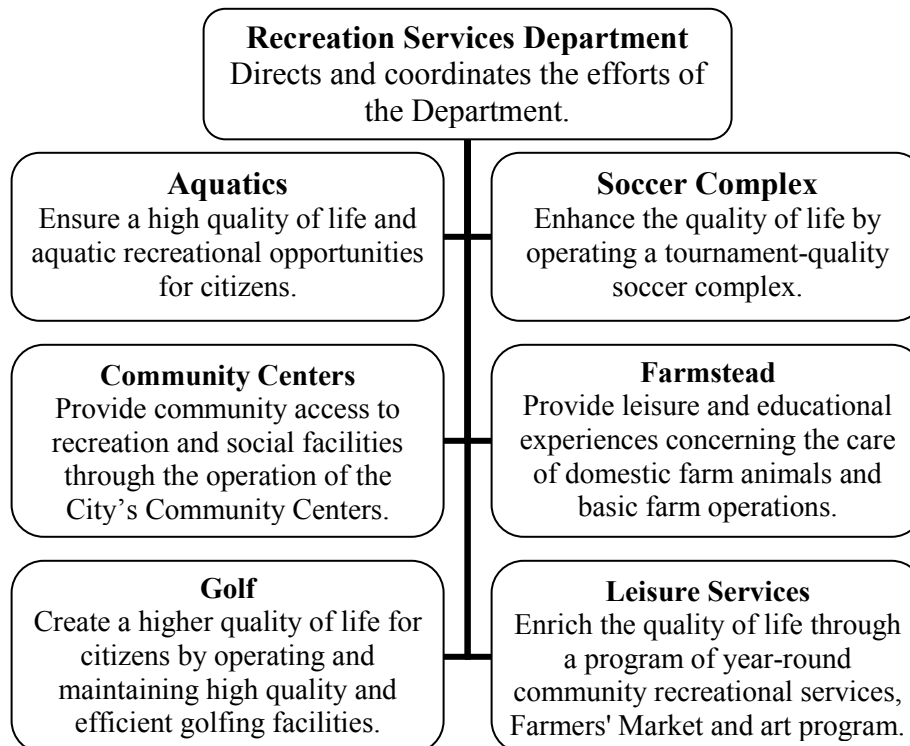 Recreation Services Department
Directs and coordinates the efforts of
the Department.
Aquatics
Ensure a high quality of life and
aquatic recreational opportunities
for citizens.
Soccer Complex
Enhance the quality of life by
operating a tournament-quality
soccer complex.
Community Centers
Provide community access to
recreation and social facilities
through the operation of the
City’s Community Centers.
Farmstead
Provide leisure and educational
experiences concerning the care
of domestic farm animals and
basic farm operations.
Golf
Create a higher quality of life for
citizens by operating and
maintaining high quality and
efficient golfing facilities.
Leisure Services
Enrich the quality of life through
a program of year-round
community recreational services,
Farmers' Market and art program.